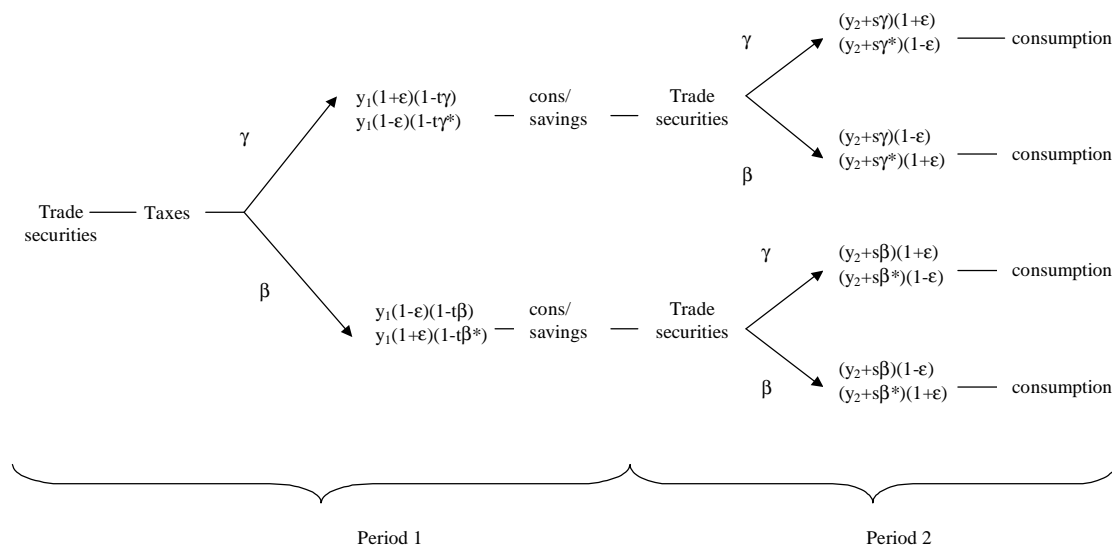 γ
(y₂+sγ)(1+ε)
(y₂+sγ*)(1-ε)
consumption
y₁(1+ε)(1-tγ)
y₁(1-ε)(1-tγ*)
cons/
savings
Trade
securities
γ
β
(y₂+sγ)(1-ε)
(y₂+sγ*)(1+ε)
consumption
Trade
securities
Taxes
β
y₁(1-ε)(1-tβ)
y₁(1+ε)(1-tβ*)
cons/
savings
Trade
securities
γ
(y₂+sβ)(1+ε)
(y₂+sβ*)(1-ε)
consumption
β
(y₂+sβ)(1-ε)
(y₂+sβ*)(1+ε)
consumption
Period 1
Period 2